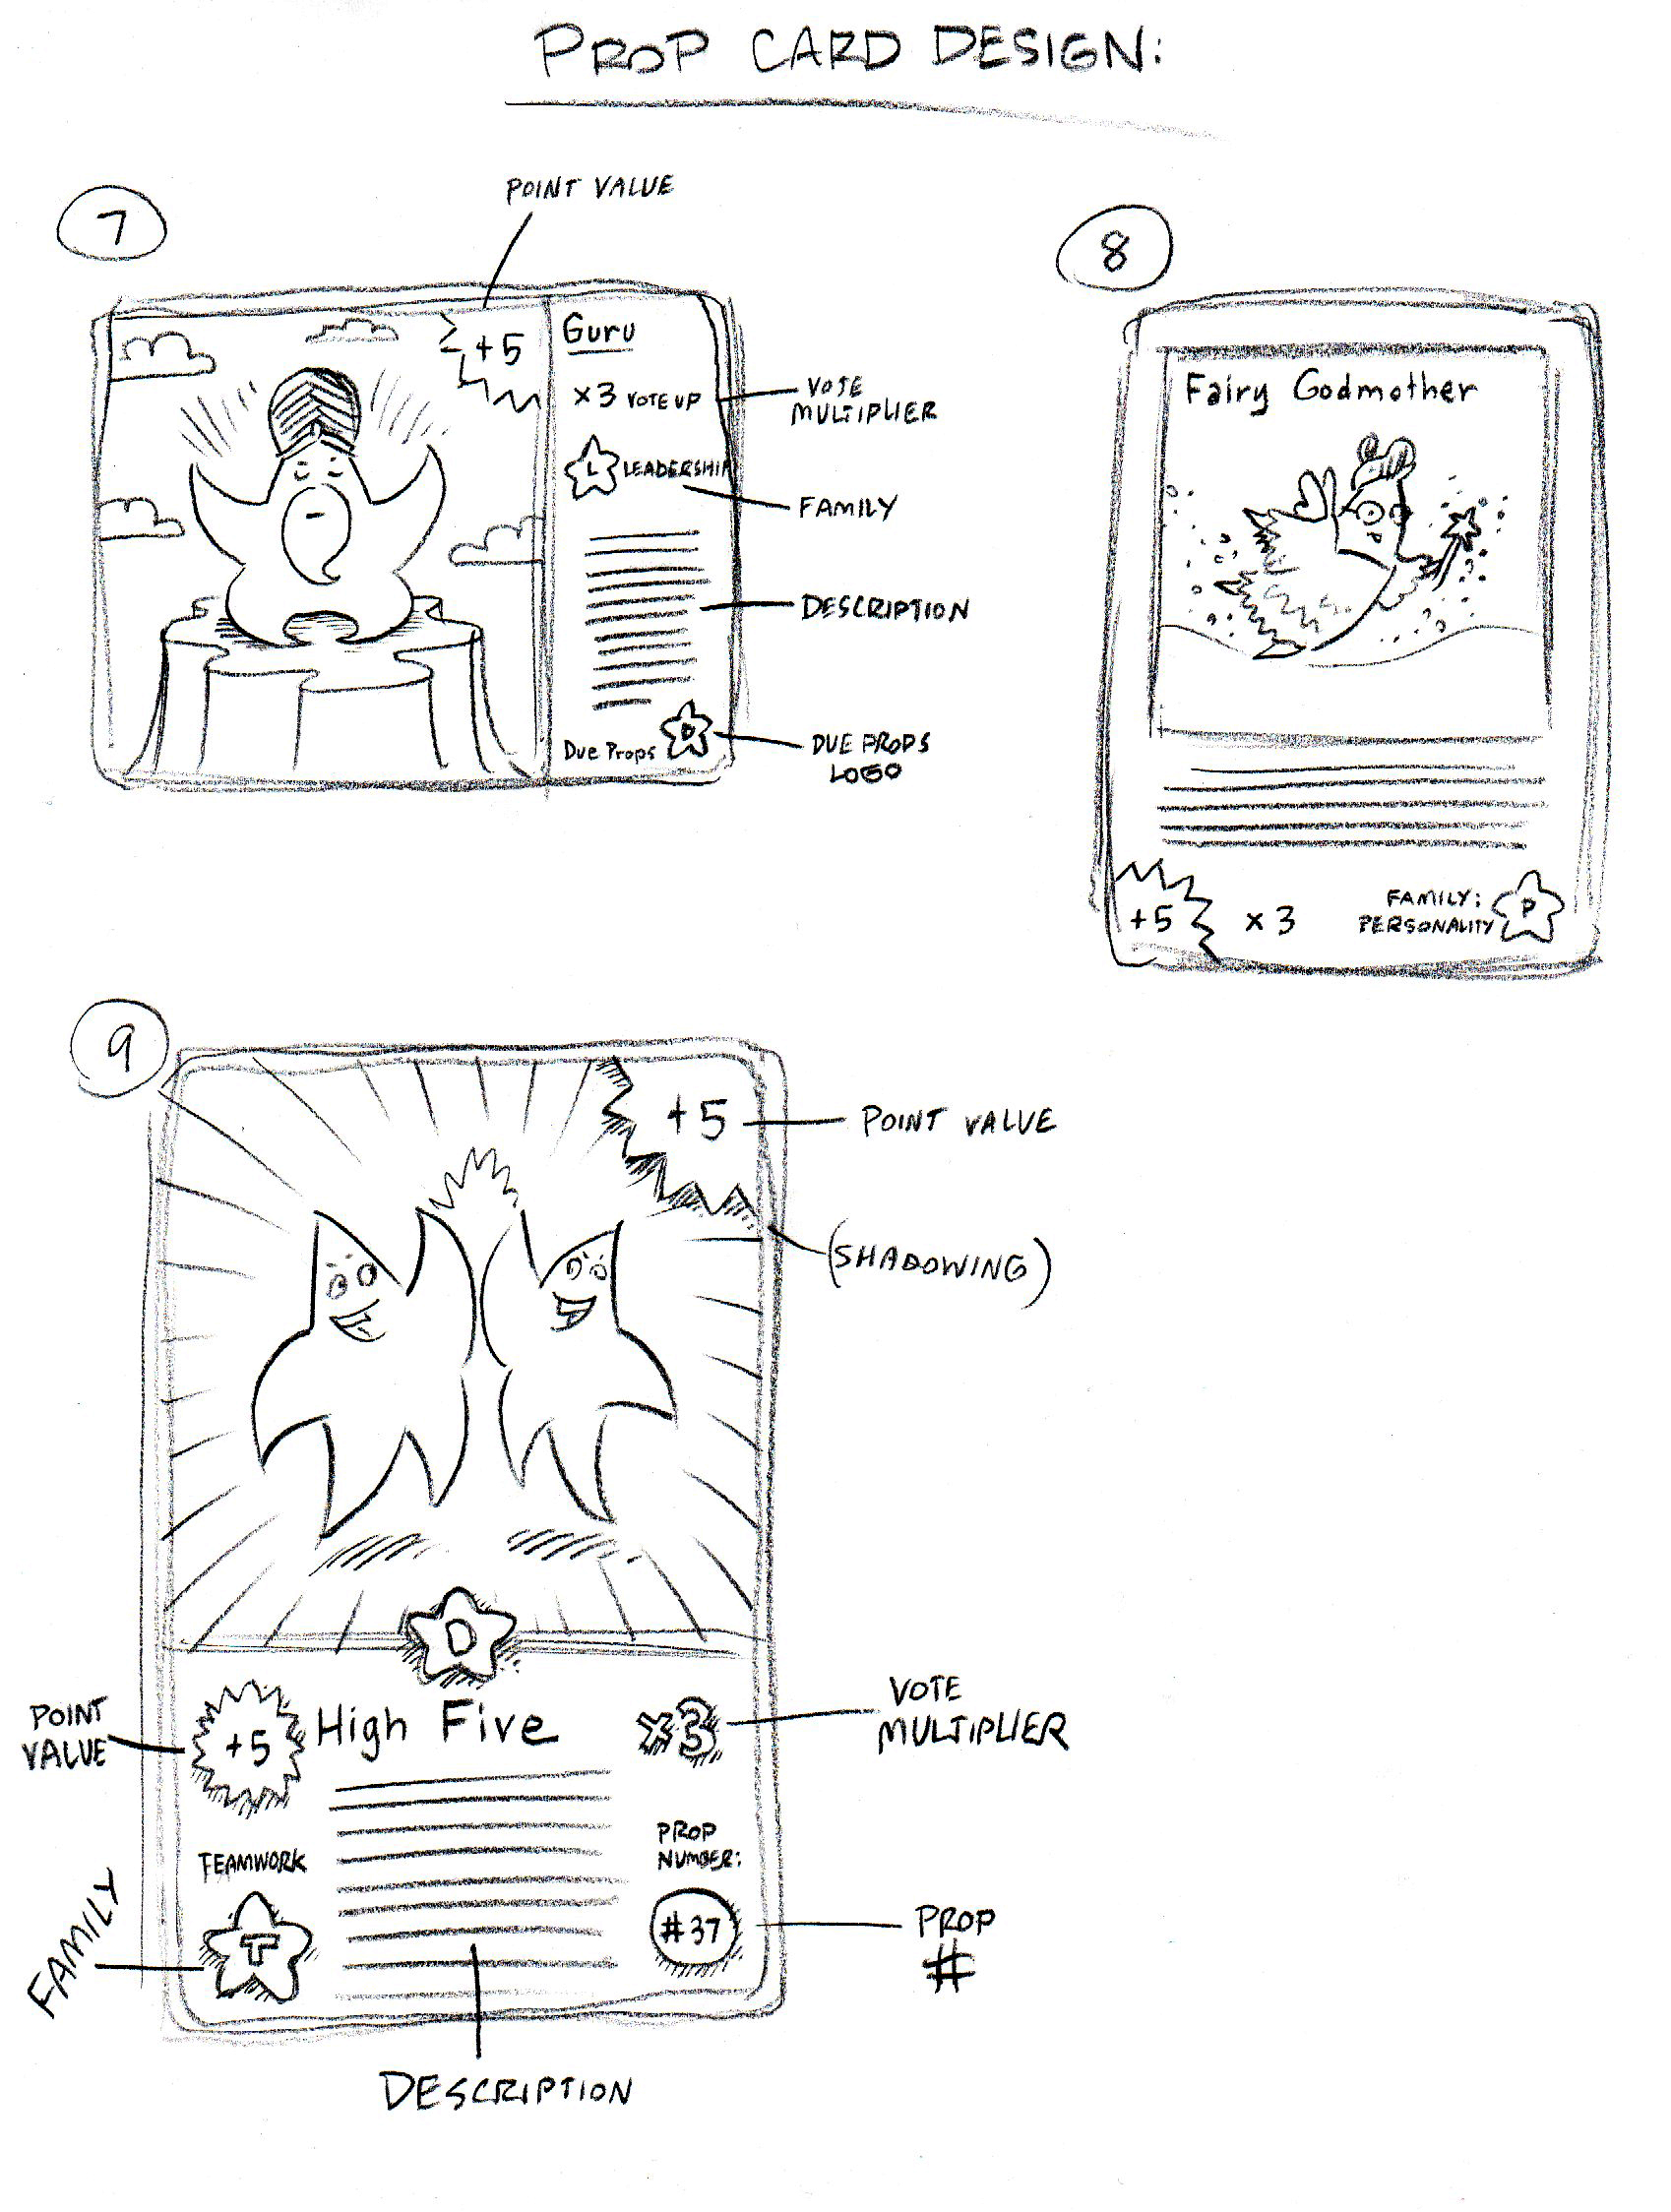 PROP CARD DESIGN:
7
POINT VALUE
+5
Guru
x3 VOTE UP
VOTE
MULTIPLIER
L LEADERSHIP
FAMILY
DESCRIPTION
Due Props D
DUE PROPS
LOGO
8
Fairy Godmother
+5 x3
FAMILY:
PERSONALITY P
9
+5
POINT VALUE
(SHADOWING)
D
POINT
VALUE
+5
High Five
x3
VOTE
MULTIPLIER
TEAMWORK
T
FAMILY
PROP
NUMBER:
#37
PROP
#
DESCRIPTION